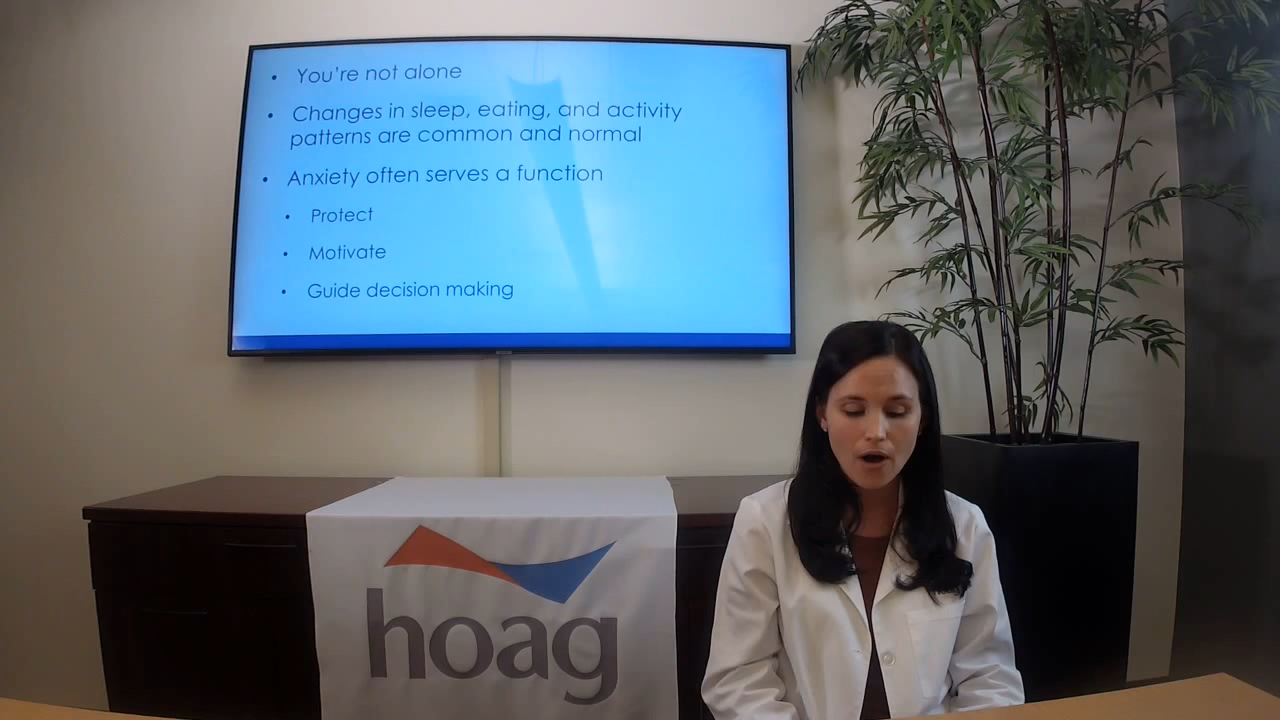 • You're not alone
• Changes in sleep, eating, and activity
patterns are common and normal
• Anxiety often serves a function
• Protect
• Motivate
• Guide decision making
hoag